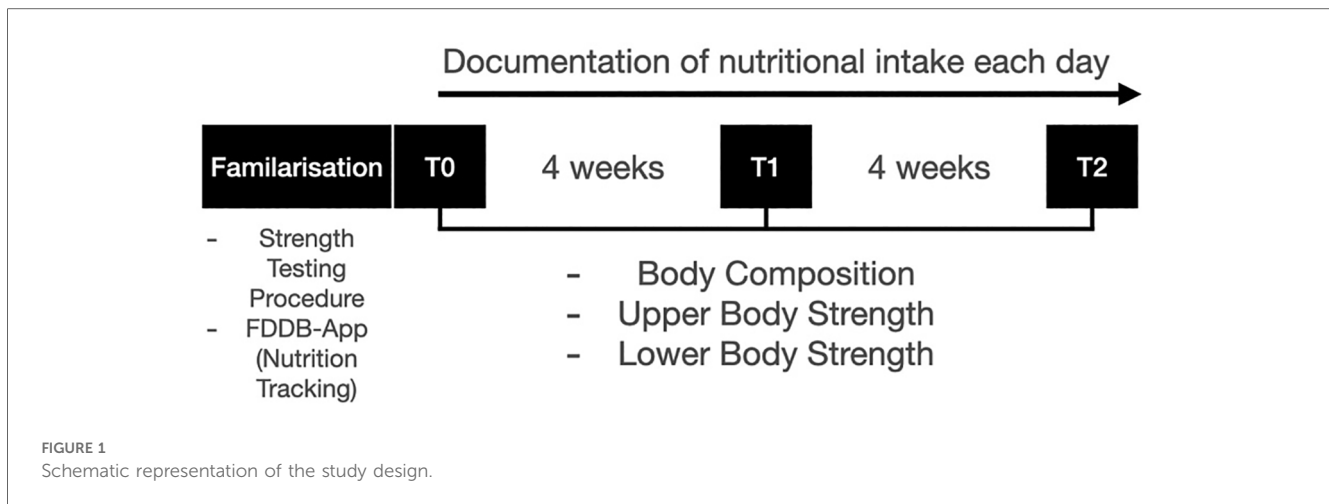 Documentation of nutritional intake each day
Familarisation
T0
4 weeks
T1
4 weeks
T2
- Strength
Testing
Procedure
- FDDB-App
(Nutrition
Tracking)
- Body Composition
- Upper Body Strength
- Lower Body Strength
FIGURE 1
Schematic representation of the study design.